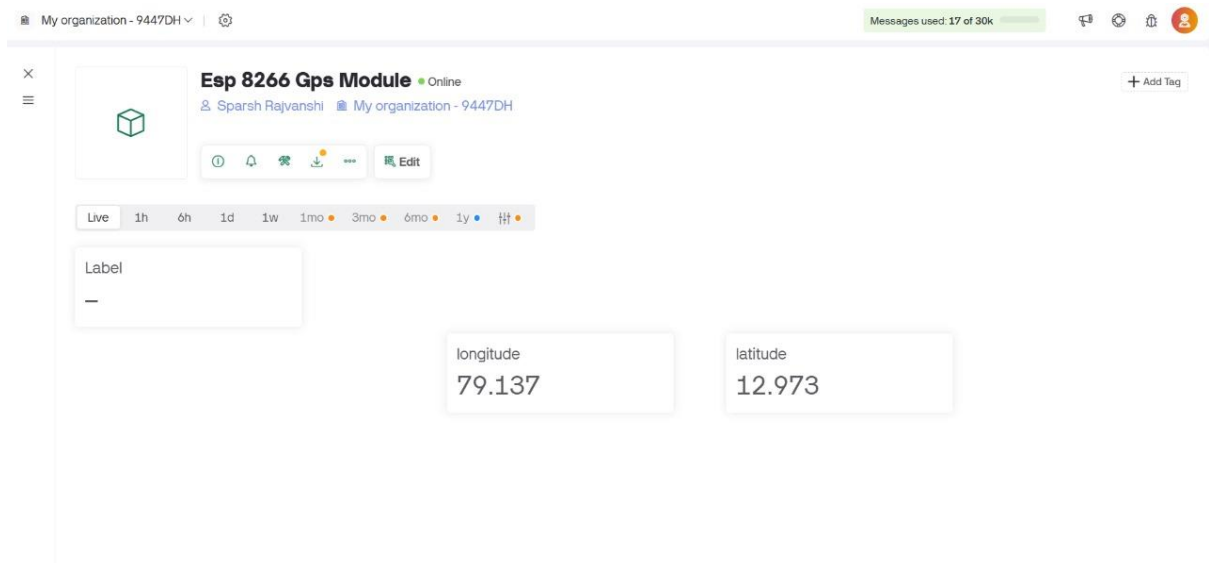 My organization - 9447DH
Messages used: 17 of 30k
Esp 8266 Gps Module Online
Add Tag
Sparsh Rajvanshi My organization - 9447DH
Edit
Live 1h 6h 1d 1w 1mo 3mo 6mo 1y
Label
–
longitude latitude
79.137 12.973